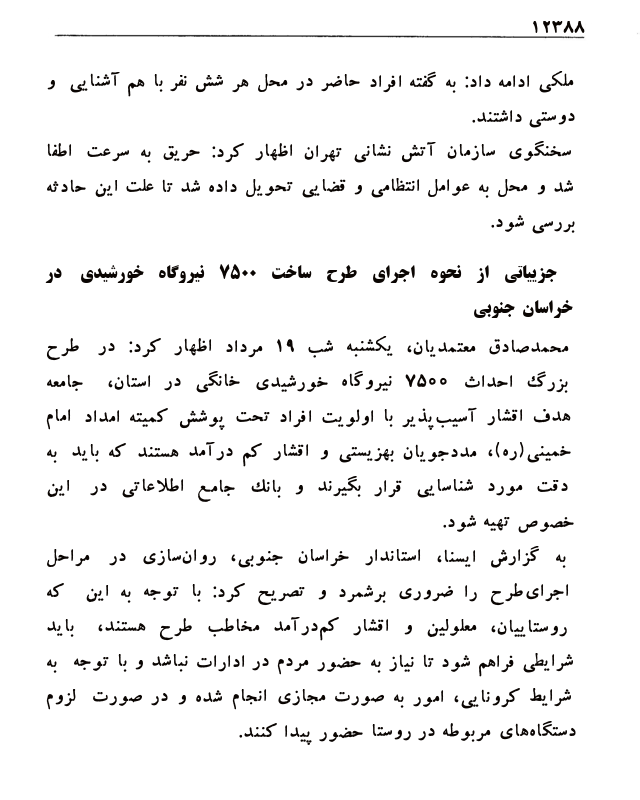 ۱۲۳۸۸
ملکی ادامه داد: به گفته افراد حاضر در محل هر شش نفر با هم آشنایی و
دوستی داشتند.
سخنگوی سازمان آتش نشانی تهران اظهار کرد: حریق به سرعت اطفا
شد و محل به عوامل انتظامی و قضایی تحویل داده شد تا علت این حادثه
بررسی شود.
جزییاتی از نحوه اجرای طرح ساخت ۷۵۰۰ نیروگاه خورشیدی در
خراسان جنوبی
محمدصادق معتمدیان، یکشنبه شب ۱۹ مرداد اظهار کرد: در طرح
بزرگ احداث ۷۵۰۰ نیروگاه خورشیدی خانگی در استان، جامعه
هدف اقشار آسیب‌پذیر با اولویت افراد تحت پوشش کمیته امداد امام
خمینی(ره)، مددجویان بهزیستی و اقشار کم درآمد هستند که باید به
دقت مورد شناسایی قرار بگیرند و بانک جامع اطلاعاتی در این
خصوص تهیه شود.
به گزارش ایسنا، استاندار خراسان جنوبی، روان‌سازی در مراحل
اجرای‌طرح را ضروری برشمرد و تصریح کرد: با توجه به این که
روستاییان، معلولین و اقشار کم‌درآمد مخاطب طرح هستند، باید
شرایطی فراهم شود تا نیاز به حضور مردم در ادارات نباشد و با توجه به
شرایط کرونایی، امور به صورت مجازی انجام شده و در صورت لزوم
دستگاه‌های مربوطه در روستا حضور پیدا کنند.